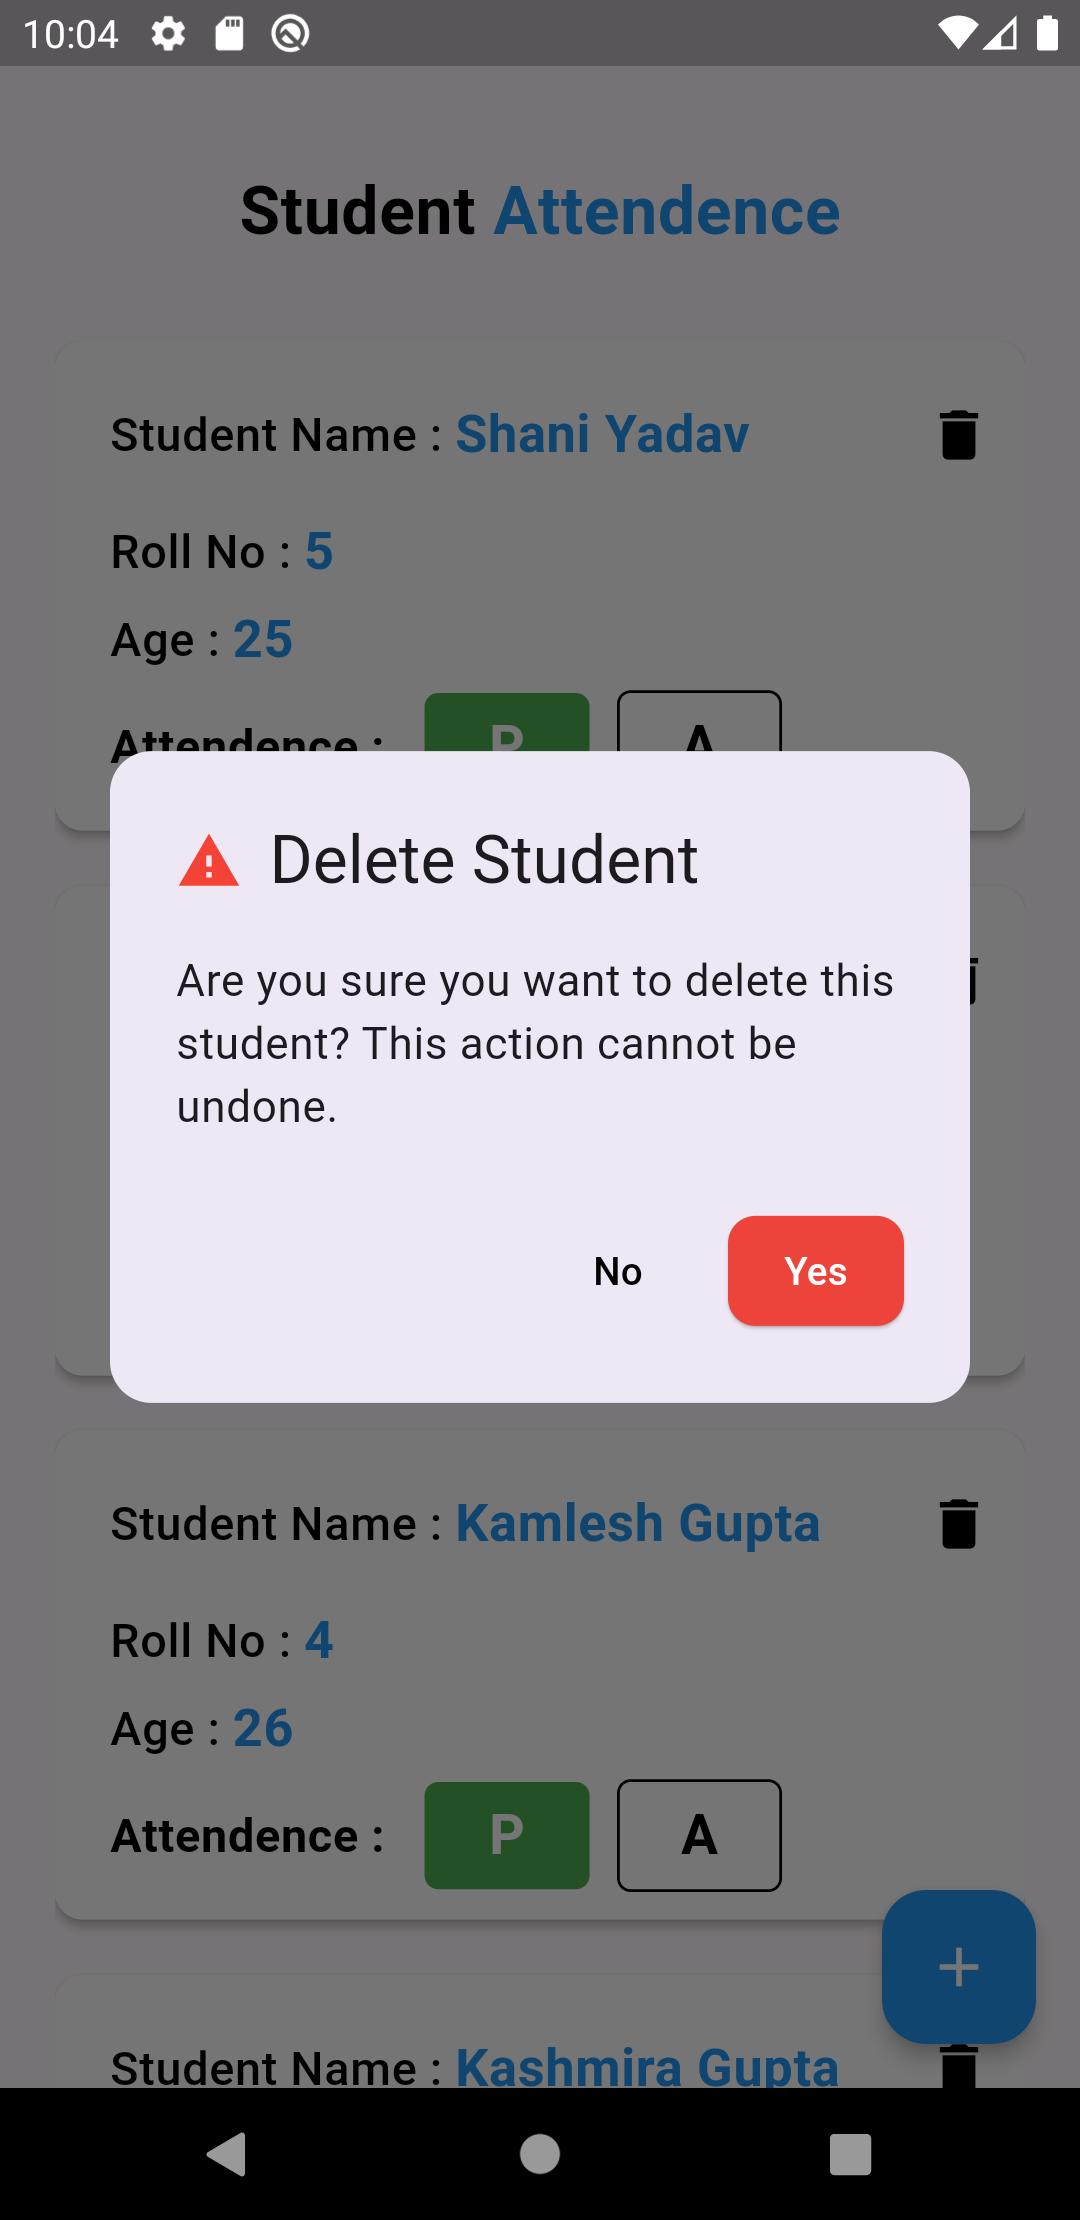 10:04
Student Attendence
Student Name : Shani Yadav
Roll No : 5
Age : 25
Attendence : P A
Delete Student
Are you sure you want to delete this
student? This action cannot be
undone.
No Yes
Student Name : Kamlesh Gupta
Roll No : 4
Age : 26
Attendence : P A
Student Name : Kashmira Gupta